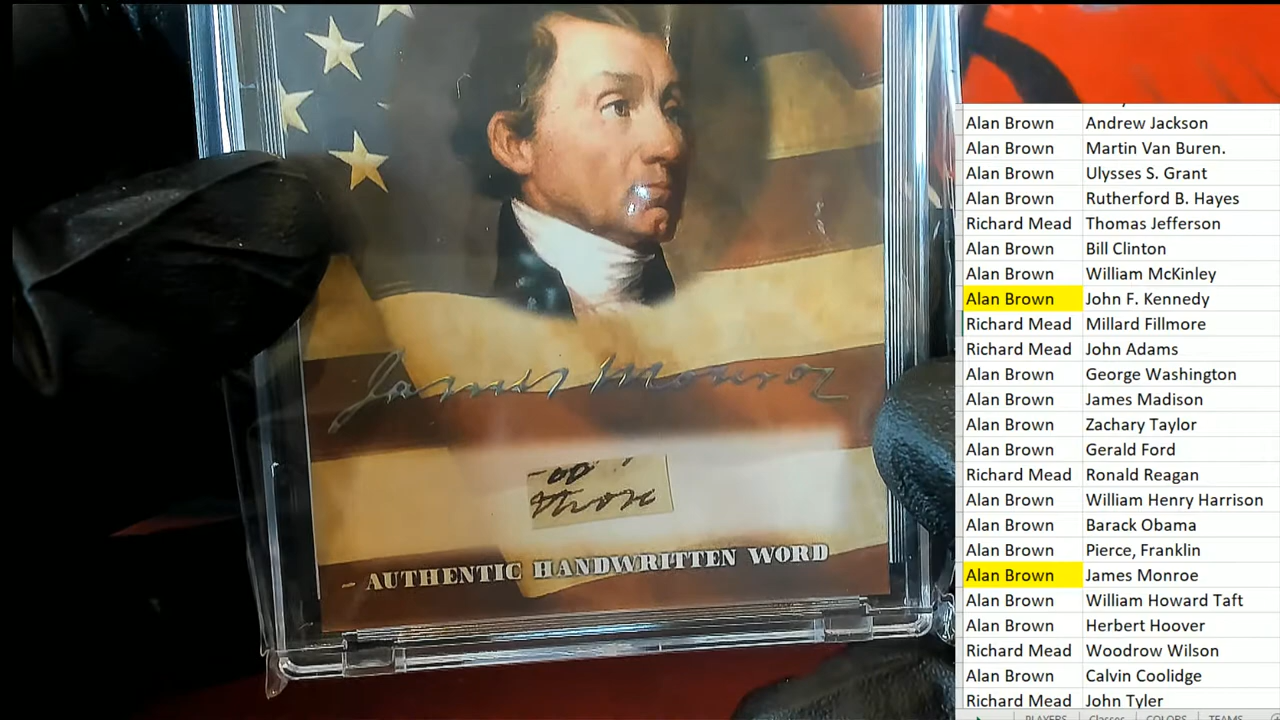 James Monroe
- AUTHENTIC HANDWRITTEN WORD
Alan Brown Andrew Jackson
Alan Brown Martin Van Buren.
Alan Brown Ulysses S. Grant
Alan Brown Rutherford B. Hayes
Richard Mead Thomas Jefferson
Alan Brown Bill Clinton
Alan Brown William McKinley
Alan Brown John F. Kennedy
Richard Mead Millard Fillmore
Richard Mead John Adams
Alan Brown George Washington
Alan Brown James Madison
Alan Brown Zachary Taylor
Alan Brown Gerald Ford
Richard Mead Ronald Reagan
Alan Brown William Henry Harrison
Alan Brown Barack Obama
Alan Brown Pierce, Franklin
Alan Brown James Monroe
Alan Brown William Howard Taft
Alan Brown Herbert Hoover
Richard Mead Woodrow Wilson
Alan Brown Calvin Coolidge
Richard Mead John Tyler
PLAYERS Classes COLORS TEAMS